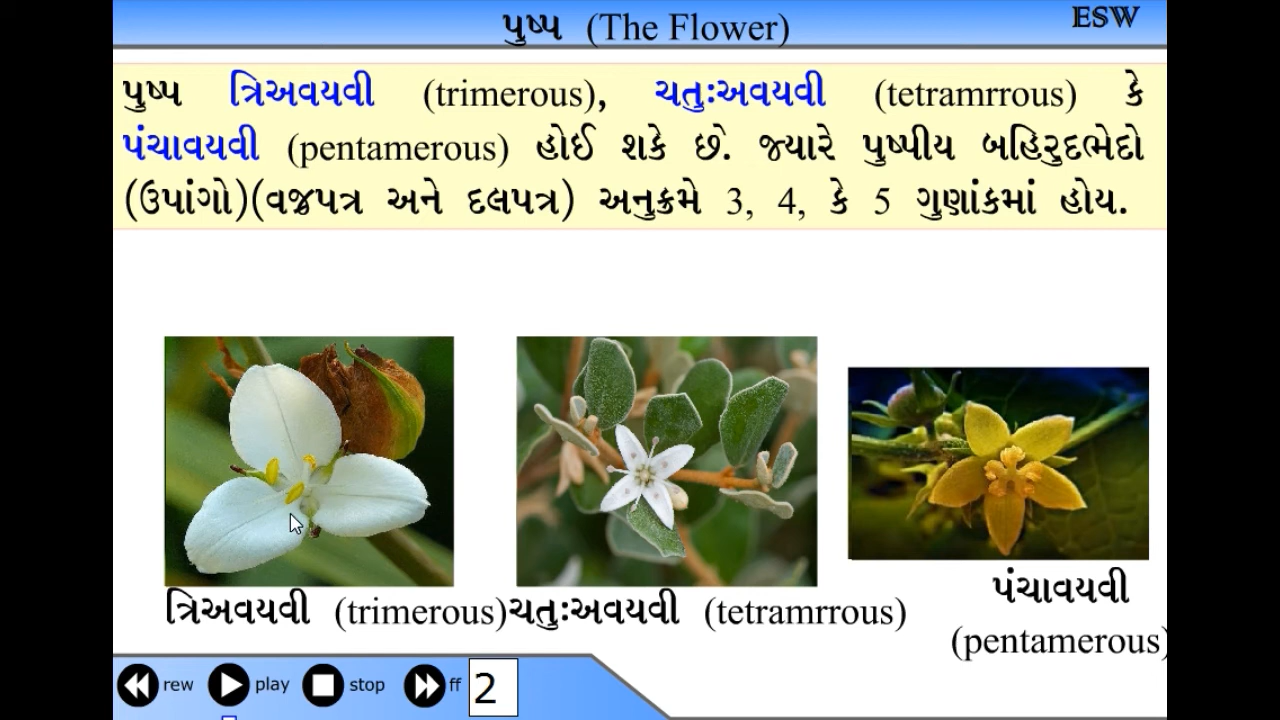 પુષ્પ (The Flower)
ESW
પુષ્પ ત્રિઅવયવી (trimerous), ચતુઃઅવયવી (tetramrrous) કે
પંચાવયવી (pentamerous) હોઈ શકે છે. જ્યારે પુષ્પીય બહિરુદભેદો
(ઉપાંગો)(વજ્રપત્ર અને દલપત્ર) અનુક્રમે 3, 4, કે 5 ગુણાંકમાં હોય.
ત્રિઅવયવી (trimerous)
ચતુઃઅવયવી (tetramrrous)
પંચાવયવી
(pentamerous)
rew play stop ff 2